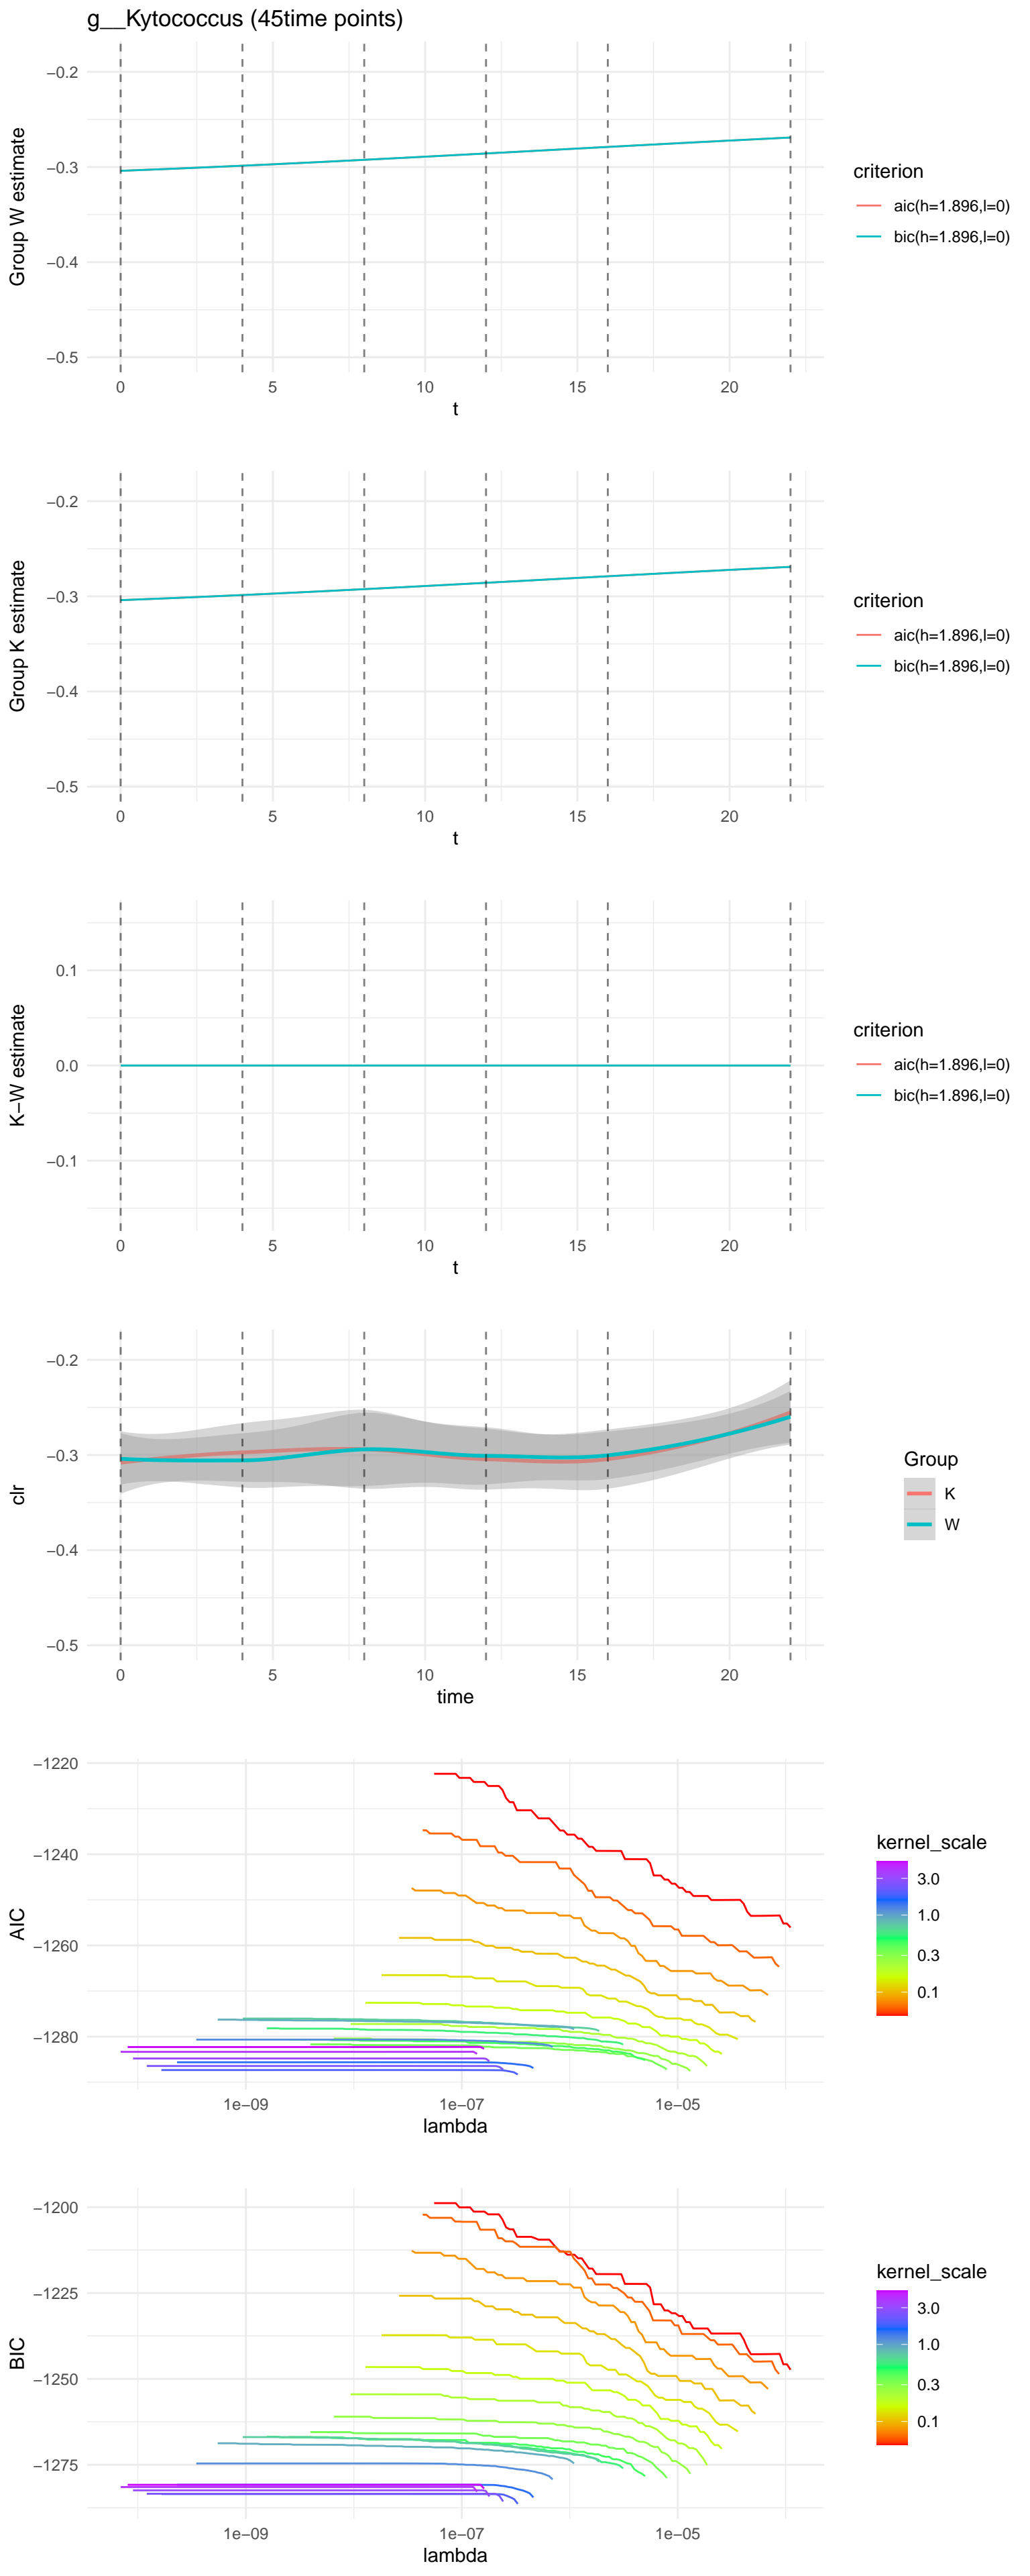 g__Kytococcus (45time points)
−0.2
−0.3
−0.4
−0.5
Group W estimate
0 5 10 15 20
t
criterion
aic(h=1.896,l=0)
bic(h=1.896,l=0)
−0.2
−0.3
−0.4
−0.5
Group K estimate
0 5 10 15 20
t
criterion
aic(h=1.896,l=0)
bic(h=1.896,l=0)
0.1
0.0
−0.1
K−W estimate
0 5 10 15 20
t
criterion
aic(h=1.896,l=0)
bic(h=1.896,l=0)
−0.2
−0.3
−0.4
−0.5
clr
0 5 10 15 20
time
Group
K
W
−1220
−1240
−1260
−1280
AIC
1e−09 1e−07 1e−05
lambda
kernel_scale
3.0
1.0
0.3
0.1
−1200
−1225
−1250
−1275
BIC
1e−09 1e−07 1e−05
lambda
kernel_scale
3.0
1.0
0.3
0.1